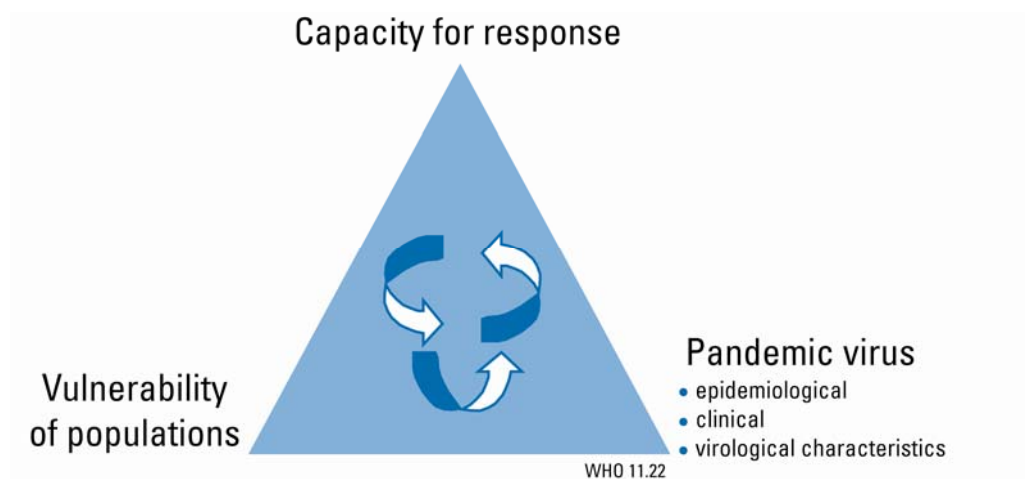 Capacity for response
Vulnerability
of populations
Pandemic virus
• epidemiological
• clinical
• virological characteristics
WHO 11.22